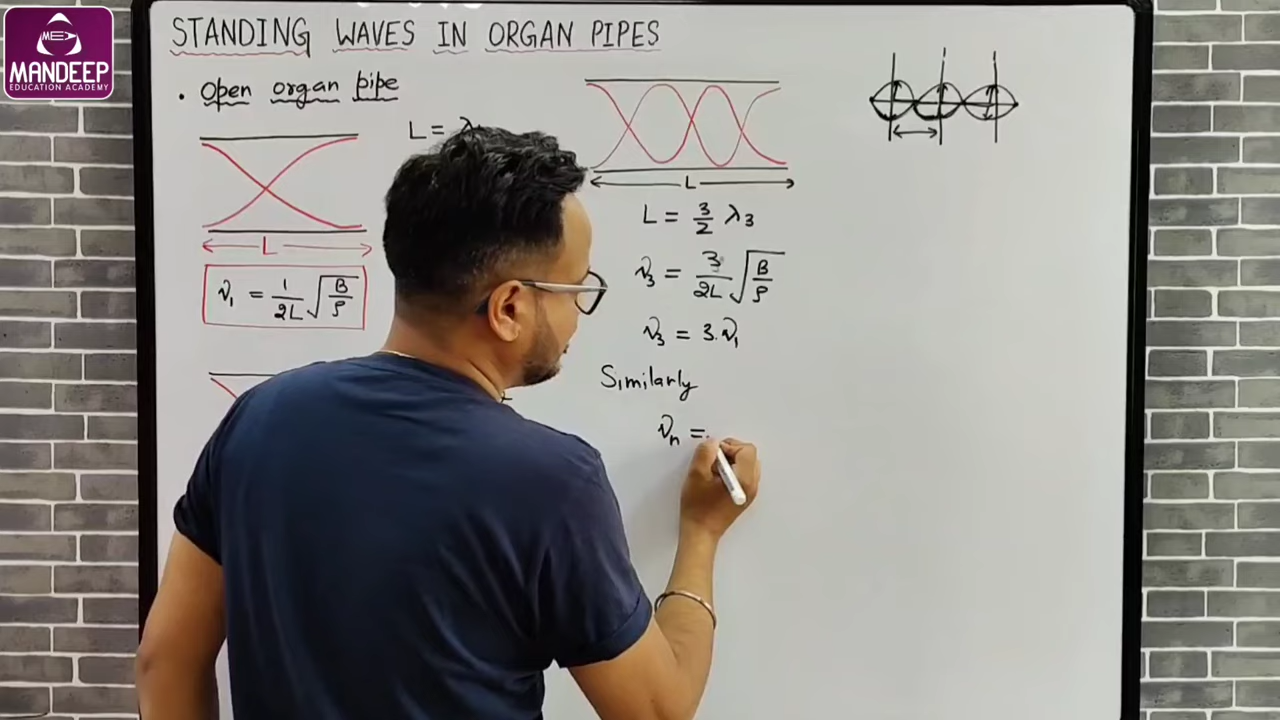 MEA
MANDEEP
EDUCATION ACADEMY
STANDING WAVES IN ORGAN PIPES
• Open organ pipe
L = λ
L
ν₁ = 1/2L √(B/ρ)
L
L = 3/2 λ₃
ν₃ = 3/2L √(B/ρ)
ν₃ = 3.ν₁
Similarly
νₙ =